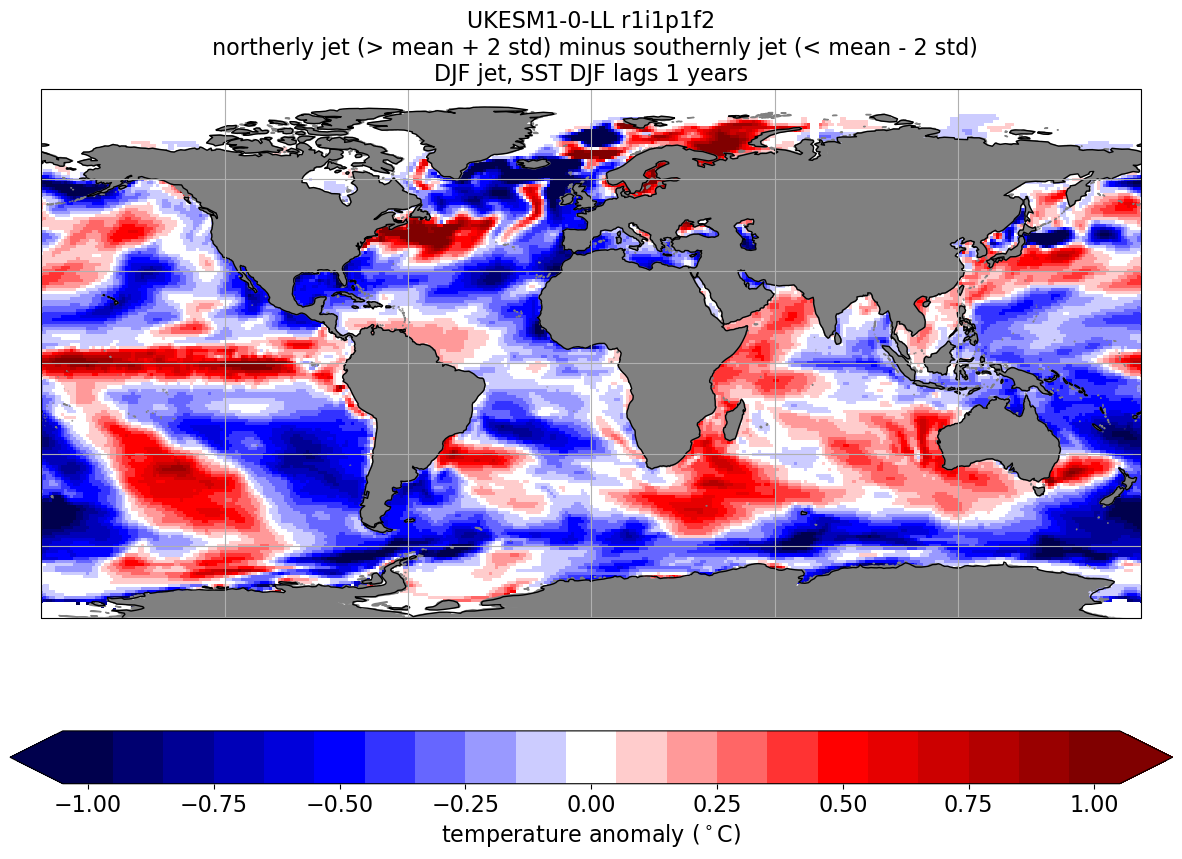 UKESM1-0-LL r1i1p1f2
northerly jet (> mean + 2 std) minus southernly jet (< mean - 2 std)
DJF jet, SST DJF lags 1 years
−1.00 −0.75 −0.50 −0.25 0.00 0.25 0.50 0.75 1.00
temperature anomaly (°C)